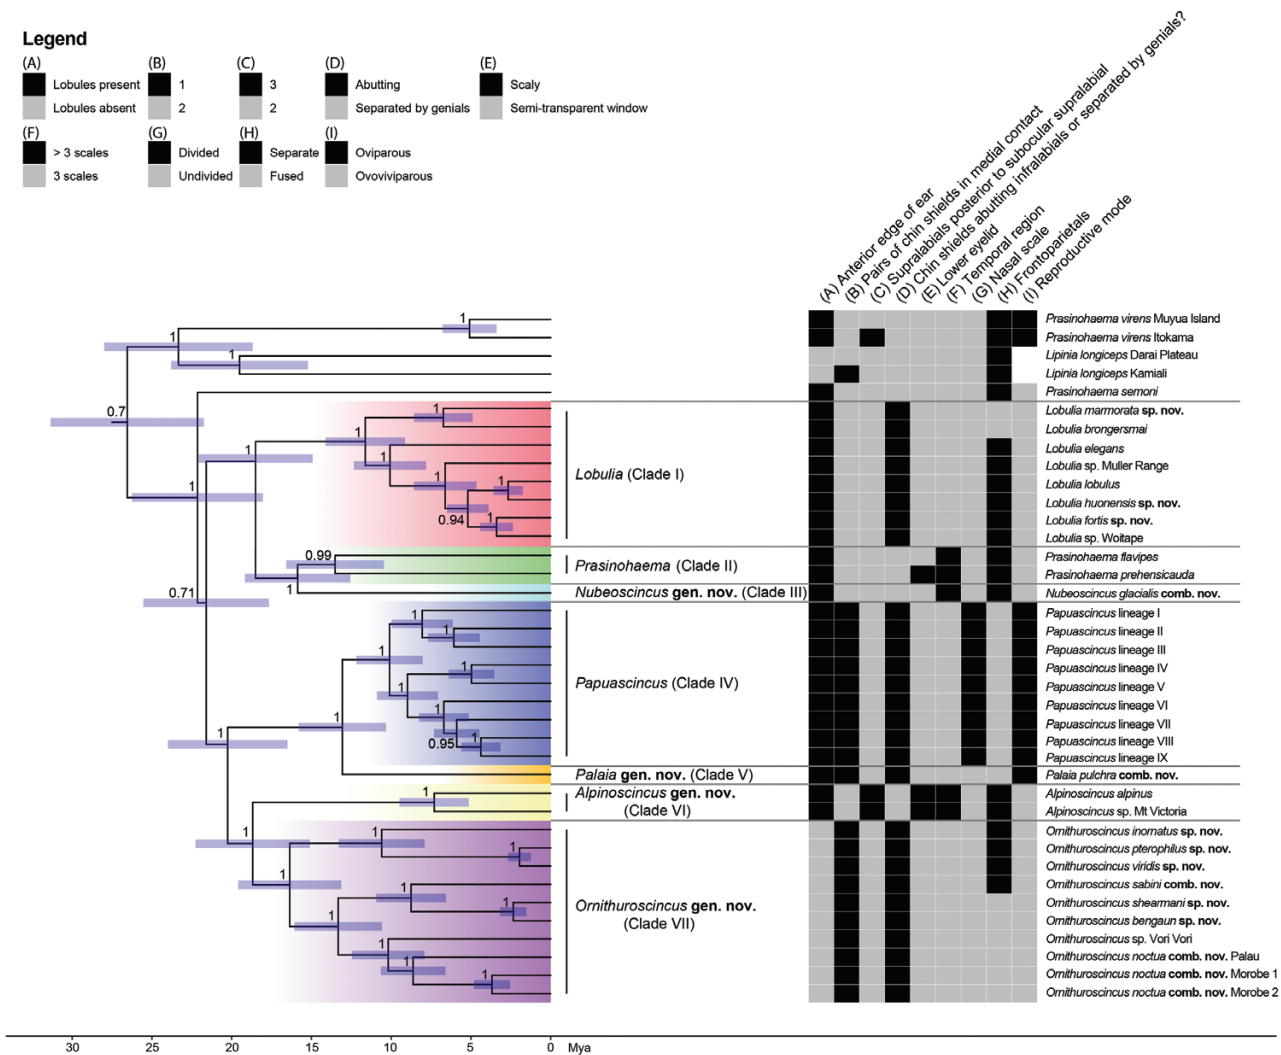 Legend
(A) (B) (C) (D) (E)
Lobules present 1 3 Abutting Scaly
Lobules absent 2 2 Separated by genials Semi-transparent window
(F) (G) (H) (I)
> 3 scales Divided Separate Oviparous
3 scales Undivided Fused Ovoviviparous
(A) Anterior edge of ear
(B) Pairs of chin shields in medial contact
(C) Supralabials posterior to subocular supralabial
(D) Chin shields abutting infralabials or separated by genials?
(E) Lower eyelid
(F) Temporal region
(G) Nasal scale
(H) Frontoparietals
(I) Reproductive mode
1 Prasinohaema virens Muyua Island
1 Prasinohaema virens Itokama
1 Lipinia longiceps Darai Plateau
Lipinia longiceps Kamiali
Prasinohaema semoni
0.7
1 Lobulia marmorata sp. nov.
Lobulia brongersmai
1 Lobulia elegans
1 1 Lobulia sp. Muller Range
Lobulia (Clade I)
1 1 Lobulia lobulus
1 Lobulia huonensis sp. nov.
0.94 1 Lobulia fortis sp. nov.
Lobulia sp. Woitape
0.99 Prasinohaema flavipes
Prasinohaema (Clade II)
1 Prasinohaema prehensicauda
Nubeoscincus gen. nov. (Clade III) Nubeoscincus glacialis comb. nov.
0.71
1 Papuascincus lineage I
1 Papuascincus lineage II
1 Papuascincus lineage III
1 Papuascincus lineage IV
Papuascincus (Clade IV)
1 Papuascincus lineage V
1 Papuascincus lineage VI
1 Papuascincus lineage VII
1 0.95 1 Papuascincus lineage VIII
Papuascincus lineage IX
Palaia gen. nov. (Clade V) Palaia pulchra comb. nov.
1 Alpinoscincus gen. nov. Alpinoscincus alpinus
(Clade VI) Alpinoscincus sp. Mt Victoria
1 1 Ornithuroscincus inornatus sp. nov.
1 Ornithuroscincus pterophilus sp. nov.
Ornithuroscincus viridis sp. nov.
1 1 Ornithuroscincus sabini comb. nov.
1 Ornithuroscincus shearmani sp. nov.
Ornithuroscincus gen. nov.
1 Ornithuroscincus bengaun sp. nov.
(Clade VII)
1 Ornithuroscincus sp. Vori Vori
1 Ornithuroscincus noctua comb. nov. Palau
1 Ornithuroscincus noctua comb. nov. Morobe 1
Ornithuroscincus noctua comb. nov. Morobe 2
30 25 20 15 10 5 0 Mya